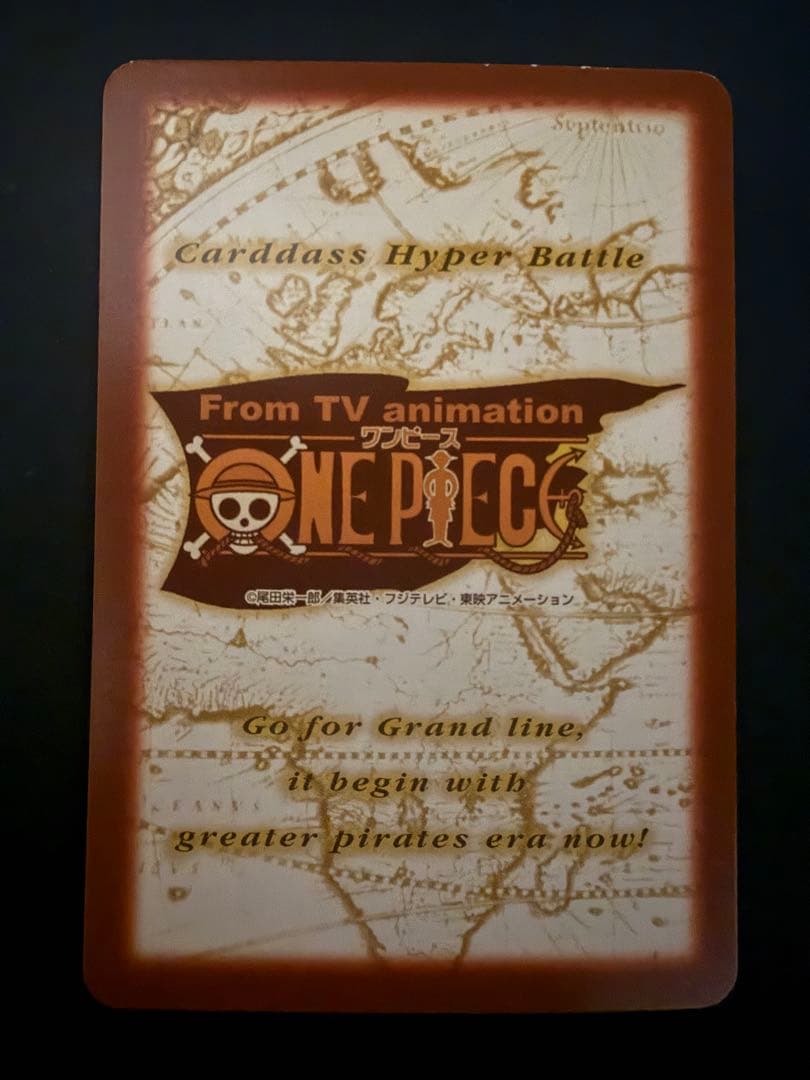 Septentrio
Carddass Hyper Battle
From TV animation
ワンピース
ONE PIECE
©尾田栄一郎／集英社・フジテレビ・東映アニメーション
Go for Grand line,
it begin with
greater pirates era now!